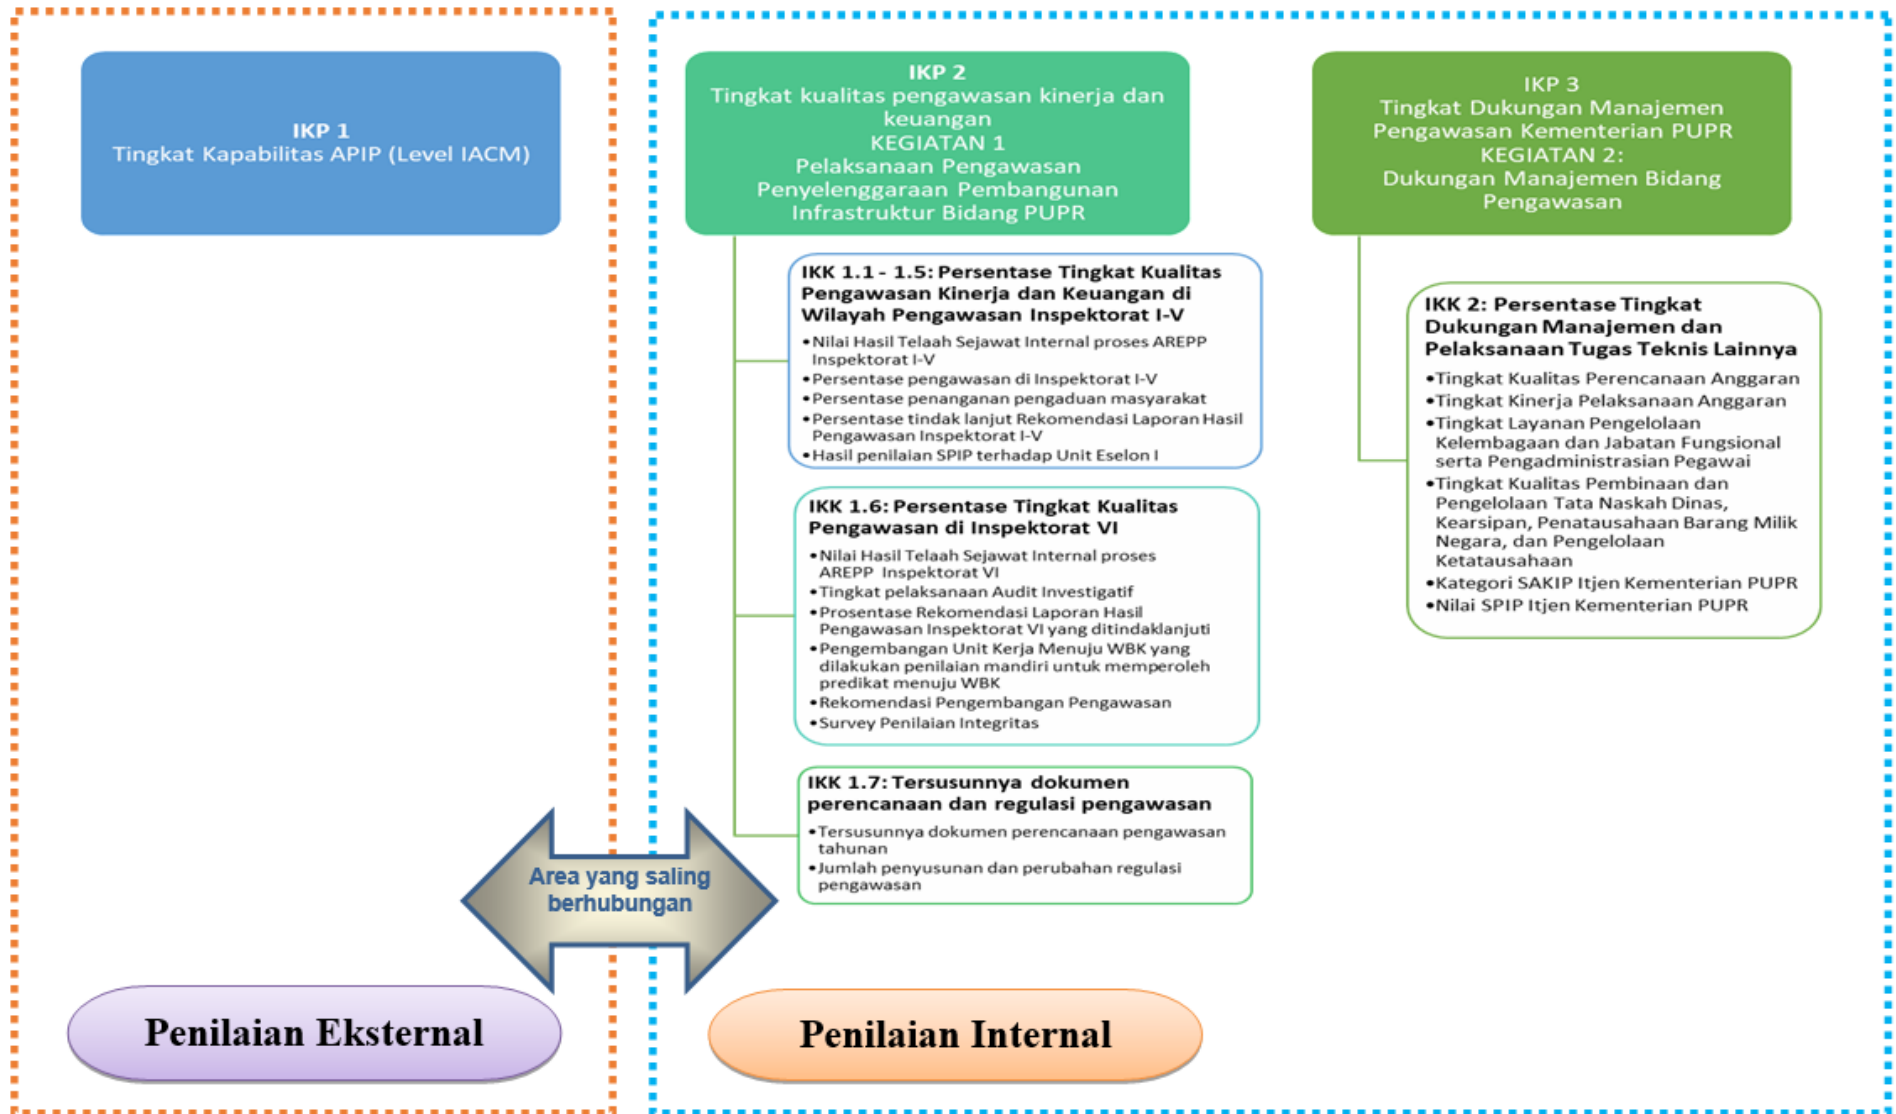 IKP 1
Tingkat Kapabilitas APIP (Level IACM)
IKP 2
Tingkat kualitas pengawasan kinerja dan
keuangan
KEGIATAN 1
Pelaksanaan Pengawasan
Penyelenggaraan Pembangunan
Infrastruktur Bidang PUPR
IKP 3
Tingkat Dukungan Manajemen
Pengawasan Kementerian PUPR
KEGIATAN 2:
Dukungan Manajemen Bidang
Pengawasan
IKK 1.1 - 1.5: Persentase Tingkat Kualitas
Pengawasan Kinerja dan Keuangan di
Wilayah Pengawasan Inspektorat I-V
•Nilai Hasil Telaah Sejawat Internal proses AREPP
Inspektorat I-V
•Persentase pengawasan di Inspektorat I-V
•Persentase penanganan pengaduan masyarakat
•Persentase tindak lanjut Rekomendasi Laporan Hasil
Pengawasan Inspektorat I-V
•Hasil penilaian SPIP terhadap Unit Eselon I
IKK 1.6: Persentase Tingkat Kualitas
Pengawasan di Inspektorat VI
•Nilai Hasil Telaah Sejawat Internal proses
AREPP Inspektorat VI
•Tingkat pelaksanaan Audit Investigatif
•Prosentase Rekomendasi Laporan Hasil
Pengawasan Inspektorat VI yang ditindaklanjuti
•Pengembangan Unit Kerja Menuju WBK yang
dilakukan penilaian mandiri untuk memperoleh
predikat menuju WBK
•Rekomendasi Pengembangan Pengawasan
•Survey Penilaian Integritas
IKK 1.7: Tersusunnya dokumen
perencanaan dan regulasi pengawasan
•Tersusunnya dokumen perencanaan pengawasan
tahunan
•Jumlah penyusunan dan perubahan regulasi
pengawasan
IKK 2: Persentase Tingkat
Dukungan Manajemen dan
Pelaksanaan Tugas Teknis Lainnya
•Tingkat Kualitas Perencanaan Anggaran
•Tingkat Kinerja Pelaksanaan Anggaran
•Tingkat Layanan Pengelolaan
Kelembagaan dan Jabatan Fungsional
serta Pengadministrasian Pegawai
•Tingkat Kualitas Pembinaan dan
Pengelolaan Tata Naskah Dinas,
Kearsipan, Penatausahaan Barang Milik
Negara, dan Pengelolaan
Ketatausahaan
•Kategori SAKIP Itjen Kementerian PUPR
•Nilai SPIP Itjen Kementerian PUPR
Area yang saling
berhubungan
Penilaian Eksternal
Penilaian Internal